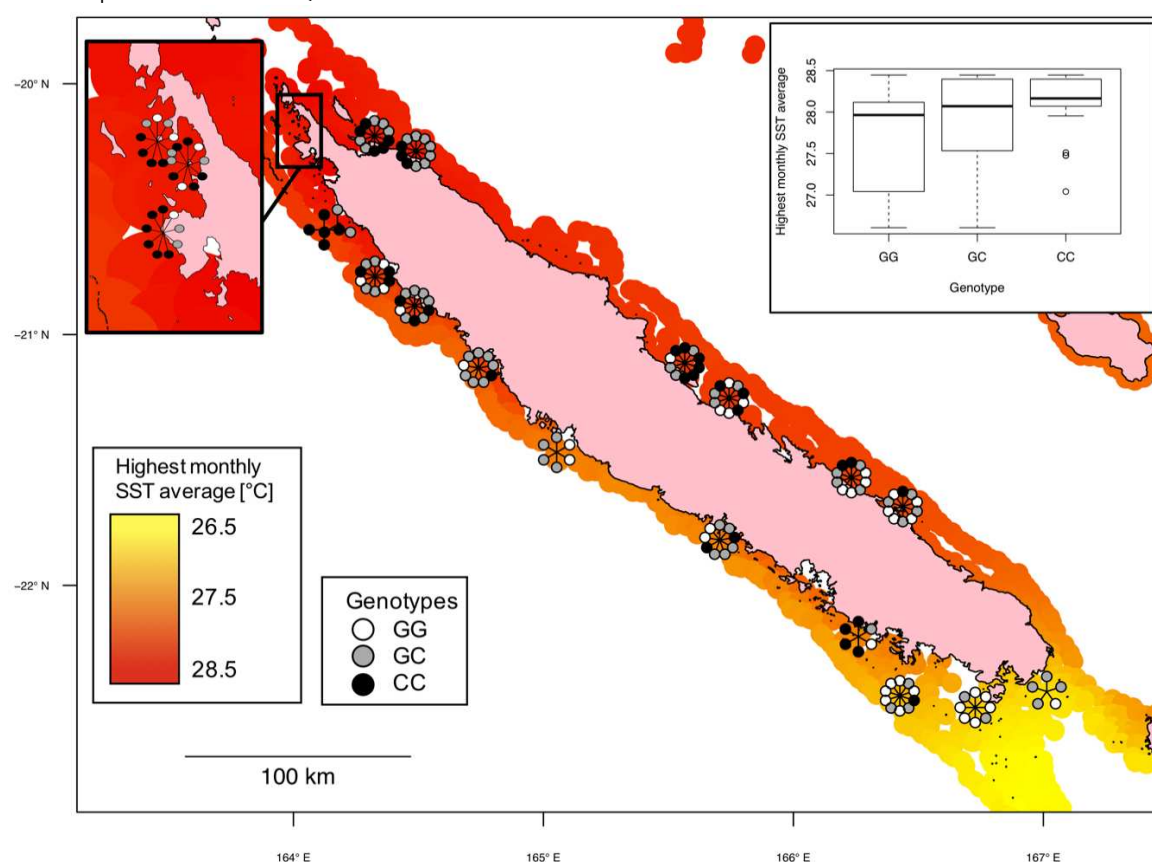 -20° N
-21° N
-22° N
164° E
165° E
166° E
167° E
Highest monthly SST average
28.5
28.0
27.5
27.0
GG
GC
CC
Genotype
Highest monthly
SST average [°C]
26.5
27.5
28.5
Genotypes
GG
GC
CC
100 km